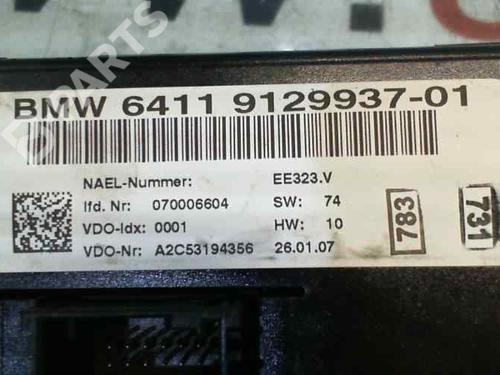 BMW 6411 9129937-01
NAEL-Nummer: EE323.V
lfd. Nr: 070006604 SW: 74
VDO-Idx: 0001 HW: 10
VDO-Nr: A2C53194356 26.01.07
783
731
PARTS